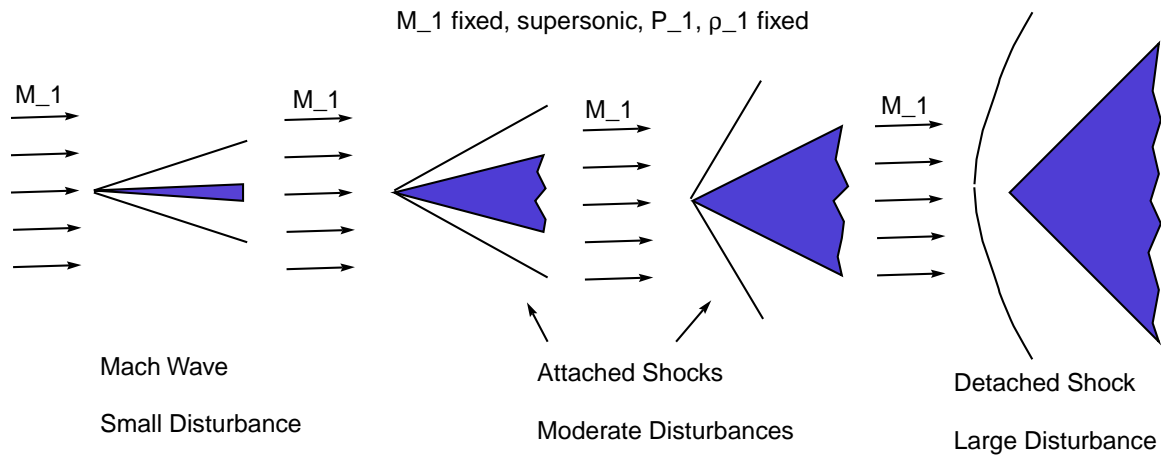 M_1 fixed, supersonic, P_1, ρ_1 fixed
M_1
M_1
M_1
M_1
Mach Wave
Small Disturbance
Attached Shocks
Moderate Disturbances
Detached Shock
Large Disturbance